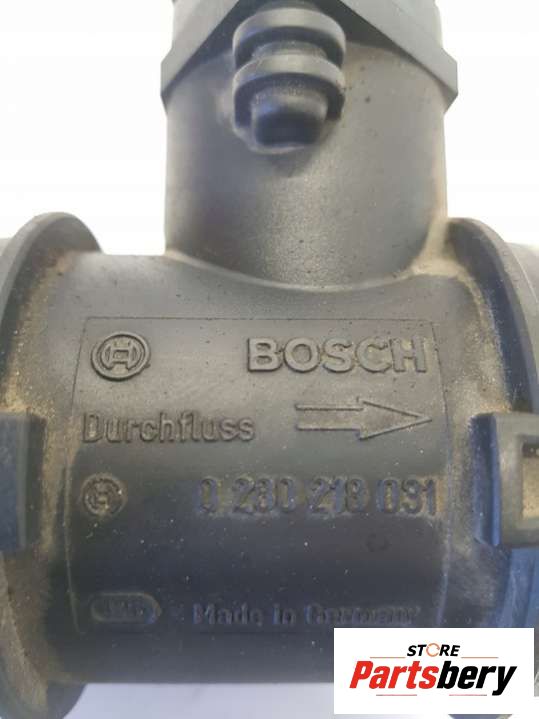 BOSCH
Durchfluss
0 280 218 031
Made in Germany
STORE
Partsbery